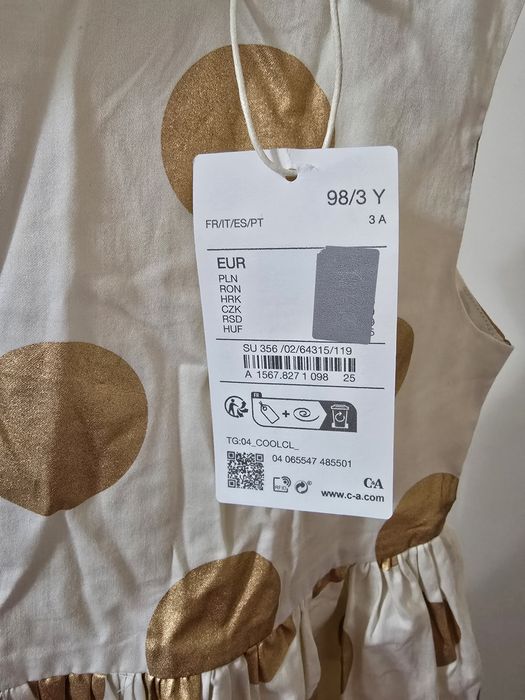 98/3 Y
FR/IT/ES/PT 3 A
EUR
PLN
RON
HRK
CZK
RSD
HUF
SU 356 /02/64315/119
A 1567.827 1 098 25
FR
+
TG:04_COOLCL_
04 065547 485501
C&A
www.c-a.com